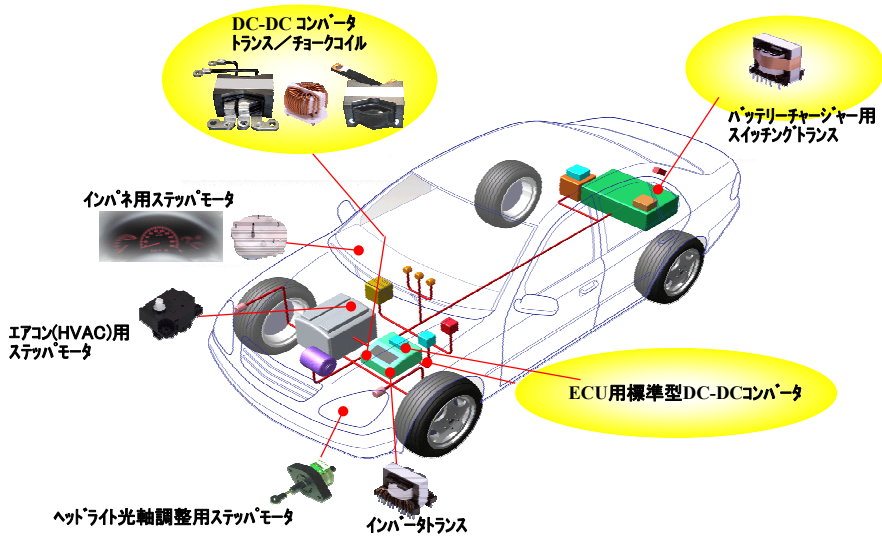 DC-DC コンバータ
トランス／チョークコイル
バッテリーチャージャー用
スイッチングトランス
インパネ用ステッパモータ
エアコン(HVAC)用
ステッパモータ
ECU用標準型DC-DCコンバータ
ヘッドライト光軸調整用ステッパモータ
インバータトランス